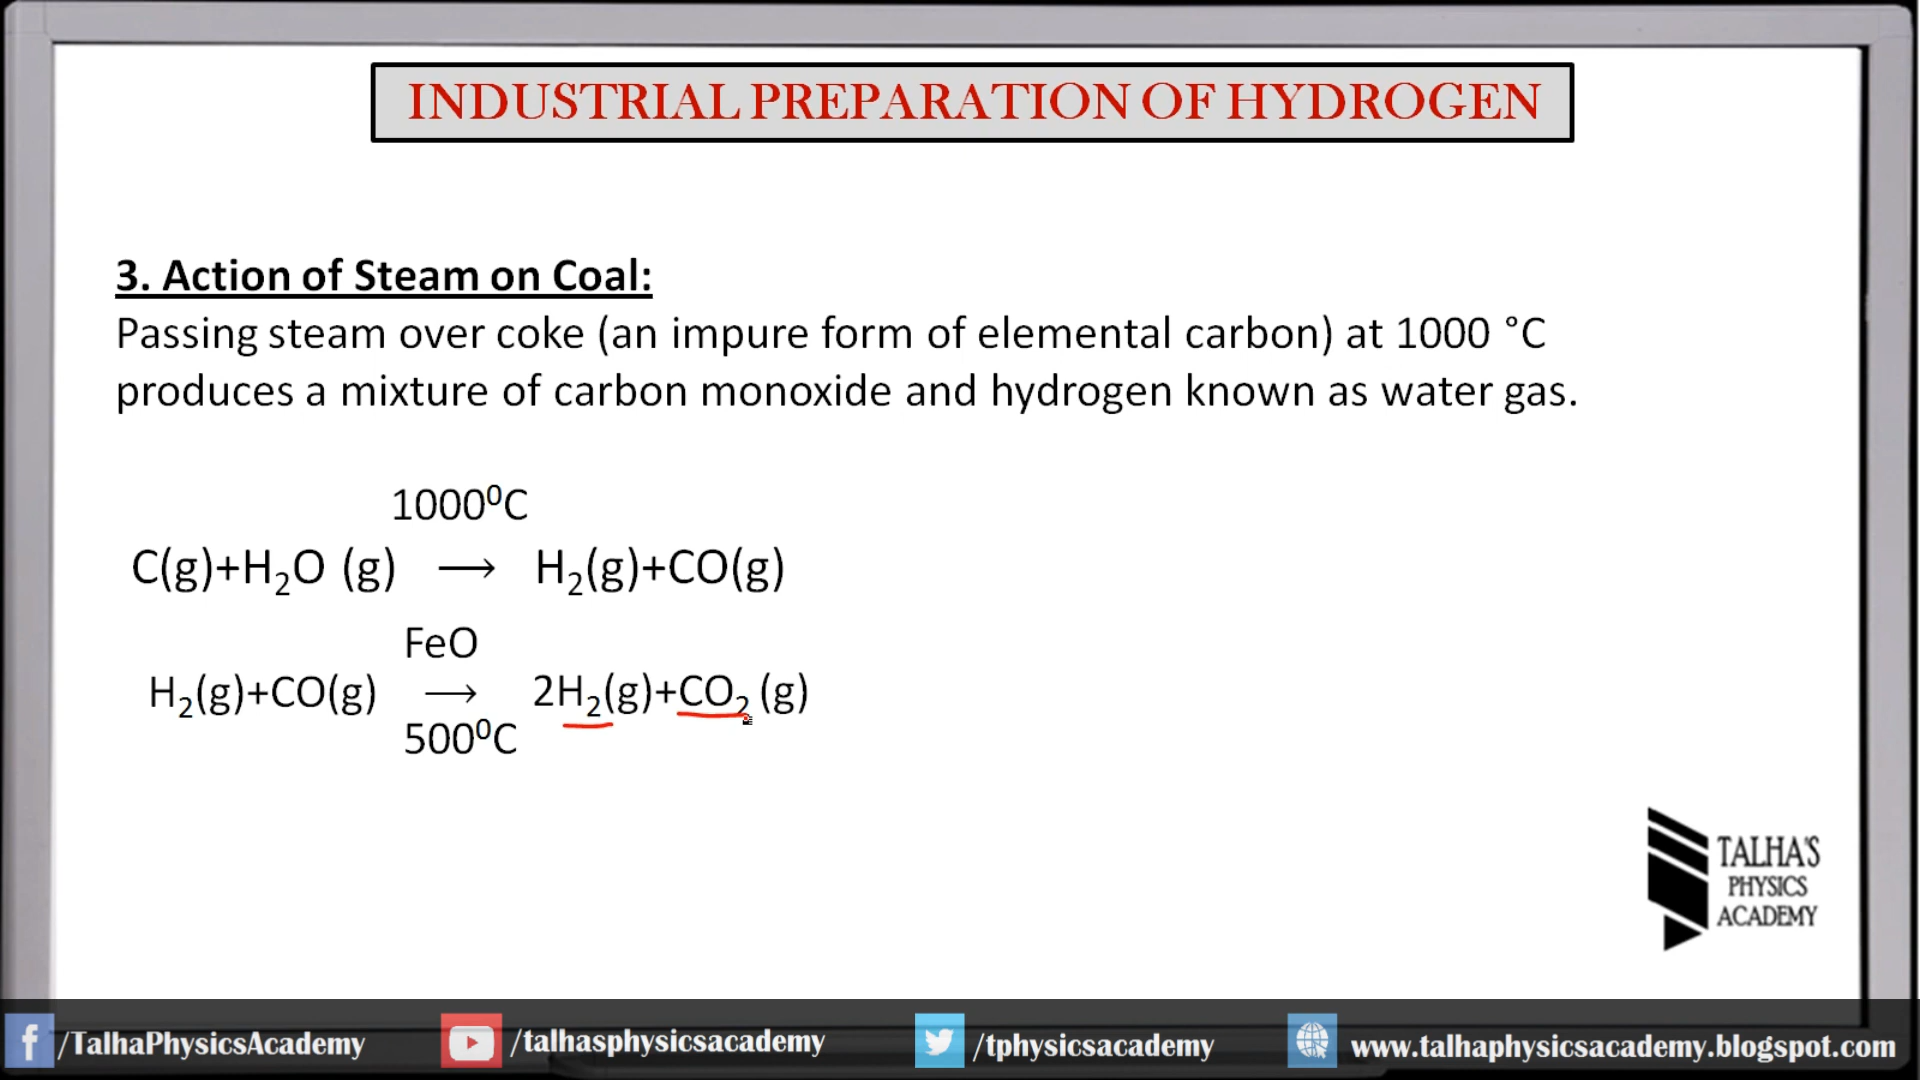 INDUSTRIAL PREPARATION OF HYDROGEN
3. Action of Steam on Coal:
Passing steam over coke (an impure form of elemental carbon) at 1000 °C
produces a mixture of carbon monoxide and hydrogen known as water gas.
1000⁰C
C(g)+H₂O (g) → H₂(g)+CO(g)
FeO
H₂(g)+CO(g) → 2H₂(g)+CO₂ (g)
500⁰C
TALHA'S
PHYSICS
ACADEMY
/TalhaPhysicsAcademy
/talhasphysicsacademy
/tphysicsacademy
www.talhaphysicsacademy.blogspot.com